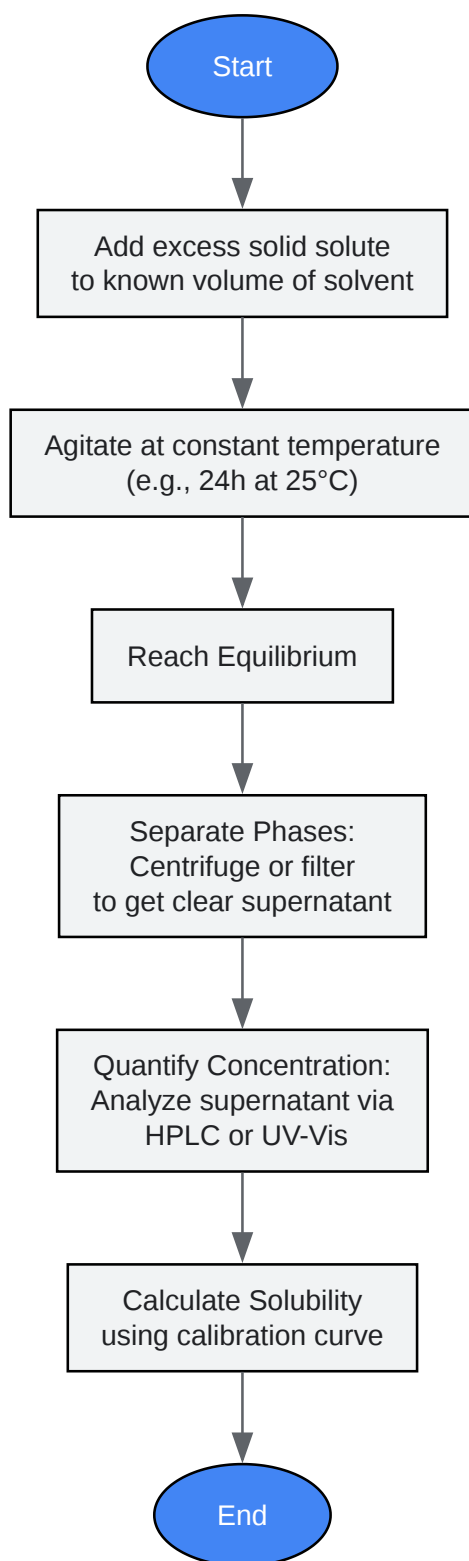 Start
Add excess solid solute
to known volume of solvent
Agitate at constant temperature
(e.g., 24h at 25°C)
Reach Equilibrium
Separate Phases:
Centrifuge or filter
to get clear supernatant
Quantify Concentration:
Analyze supernatant via
HPLC or UV-Vis
Calculate Solubility
using calibration curve
End